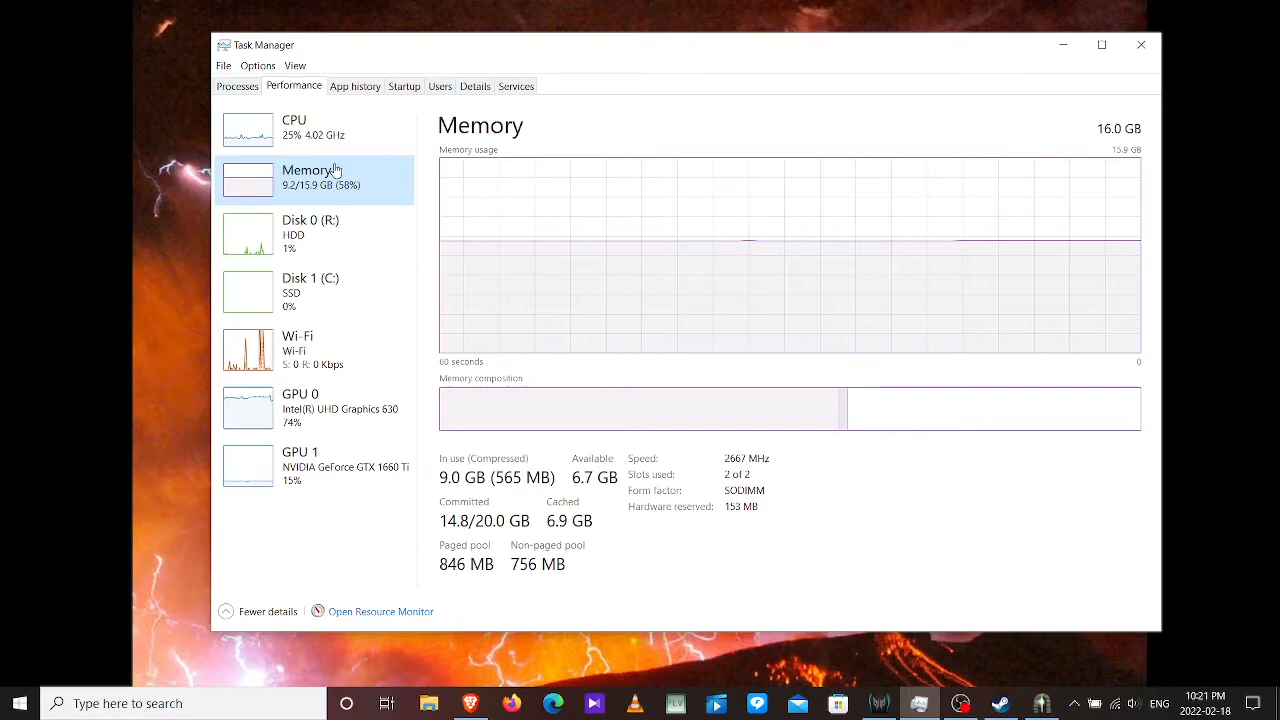 Task Manager
File Options View
Processes Performance App history Startup Users Details Services
CPU
25% 4.02 GHz
Memory
9.2/15.9 GB (58%)
Disk 0 (R:)
HDD
1%
Disk 1 (C:)
SSD
0%
Wi-Fi
Wi-Fi
S: 0 R: 0 Kbps
GPU 0
Intel(R) UHD Graphics 630
74%
GPU 1
NVIDIA GeForce GTX 1660 Ti
15%
Memory 16.0 GB
Memory usage 15.9 GB
60 seconds 0
Memory composition
In use (Compressed) Available
9.0 GB (565 MB) 6.7 GB
Committed Cached
14.8/20.0 GB 6.9 GB
Paged pool Non-paged pool
846 MB 756 MB
Speed: 2667 MHz
Slots used: 2 of 2
Form factor: SODIMM
Hardware reserved: 153 MB
Fewer details Open Resource Monitor
Type here to search
FLV
ENG
10:21 PM
2022-02-18